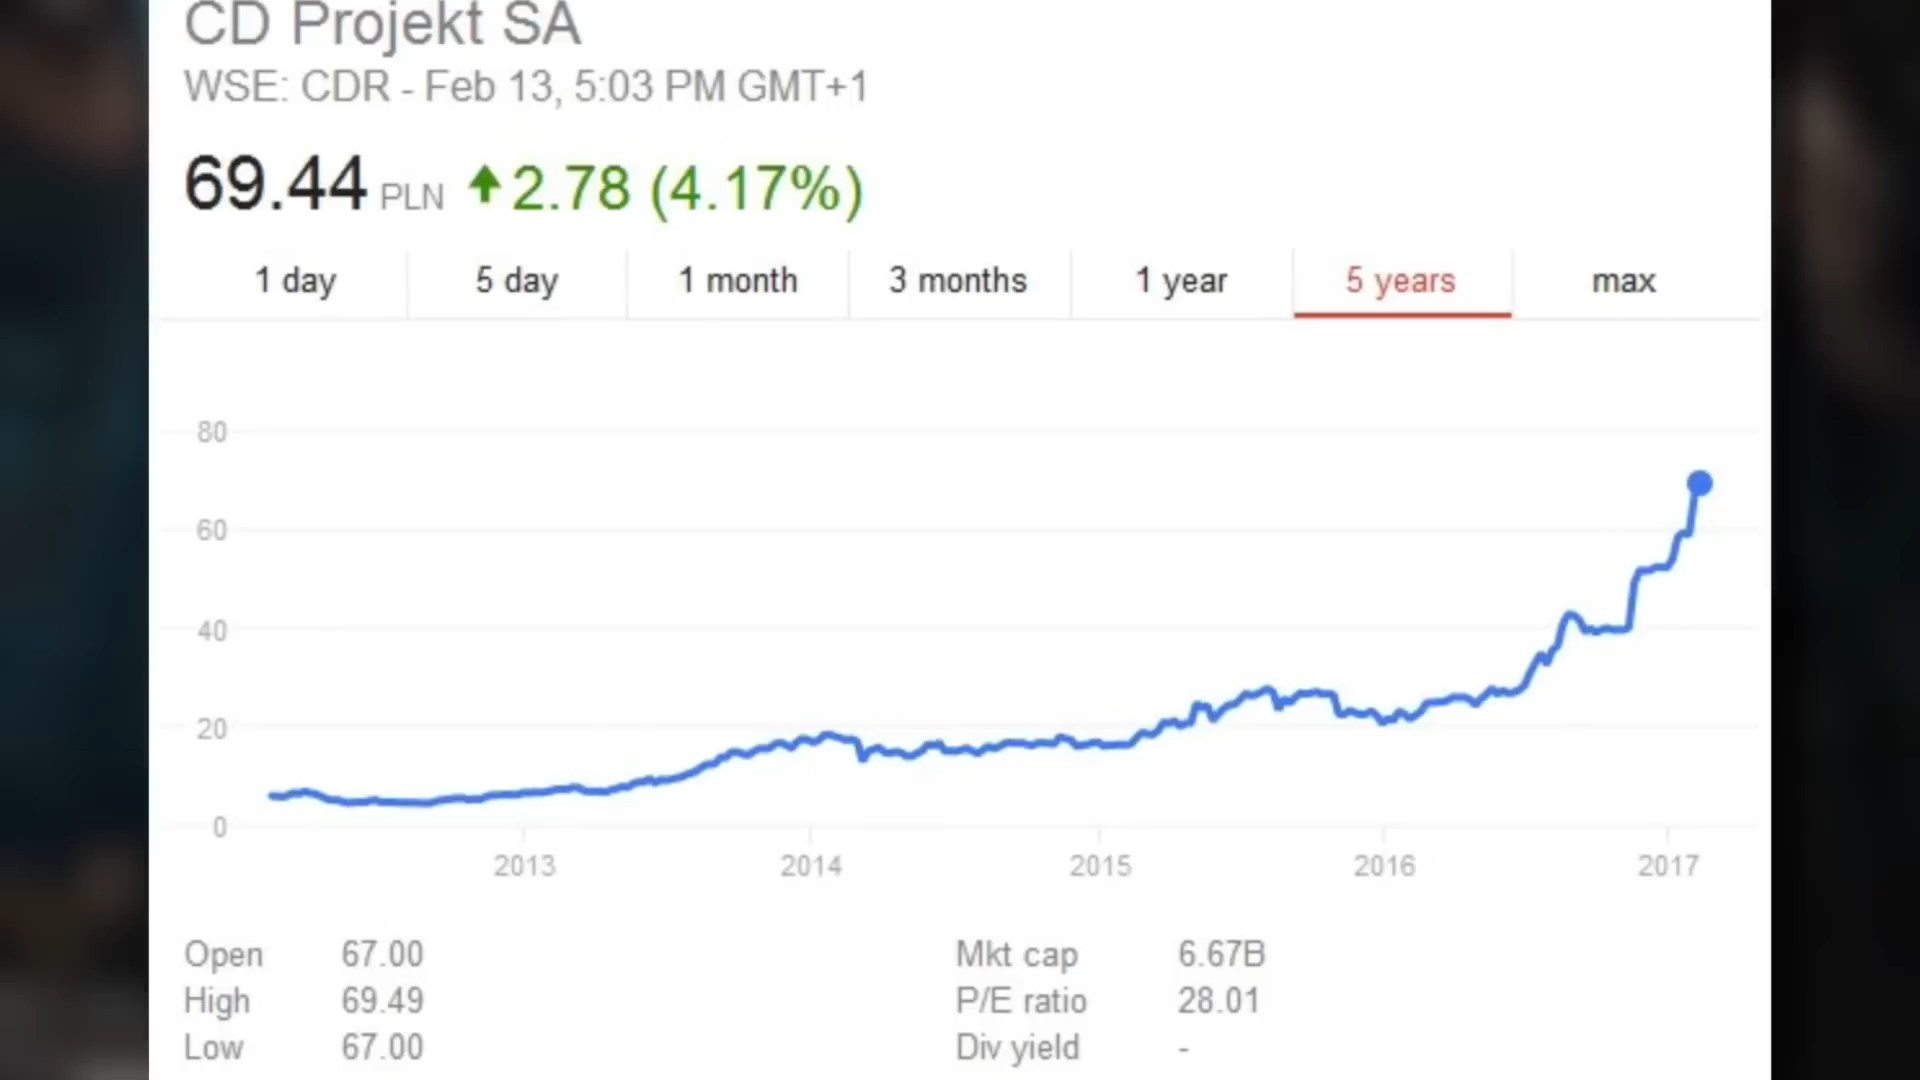 CD Projekt SA
WSE: CDR - Feb 13, 5:03 PM GMT+1
69.44 PLN 2.78 (4.17%)
1 day 5 day 1 month 3 months 1 year 5 years max
80
60
40
20
0
2013 2014 2015 2016 2017
Open 67.00 Mkt cap 6.67B
High 69.49 P/E ratio 28.01
Low 67.00 Div yield -